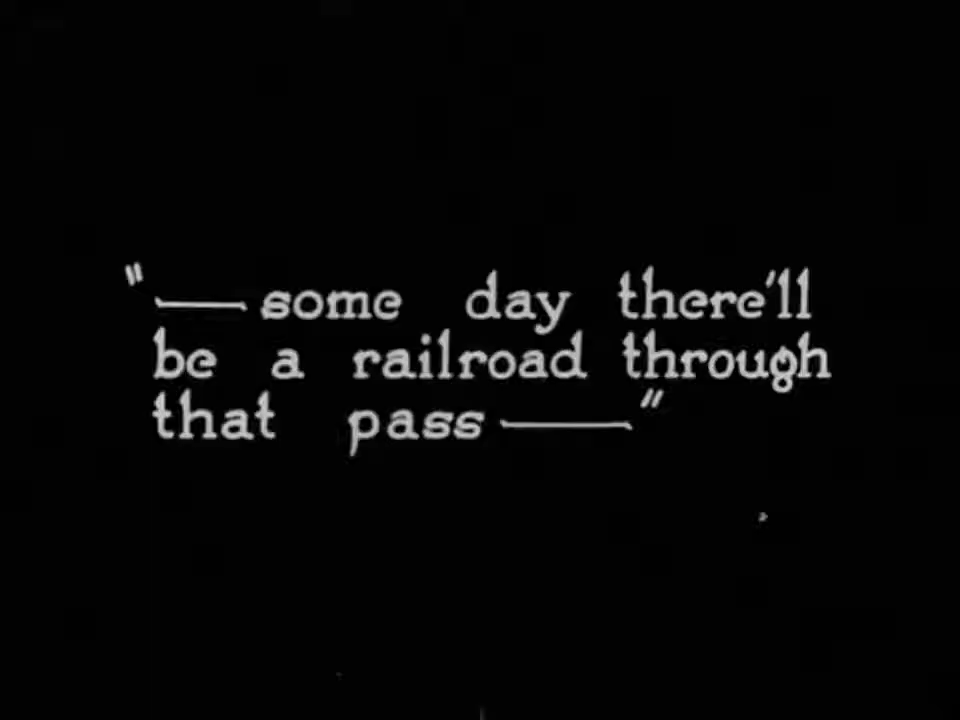 "—some day there'll
be a railroad through
that pass—"